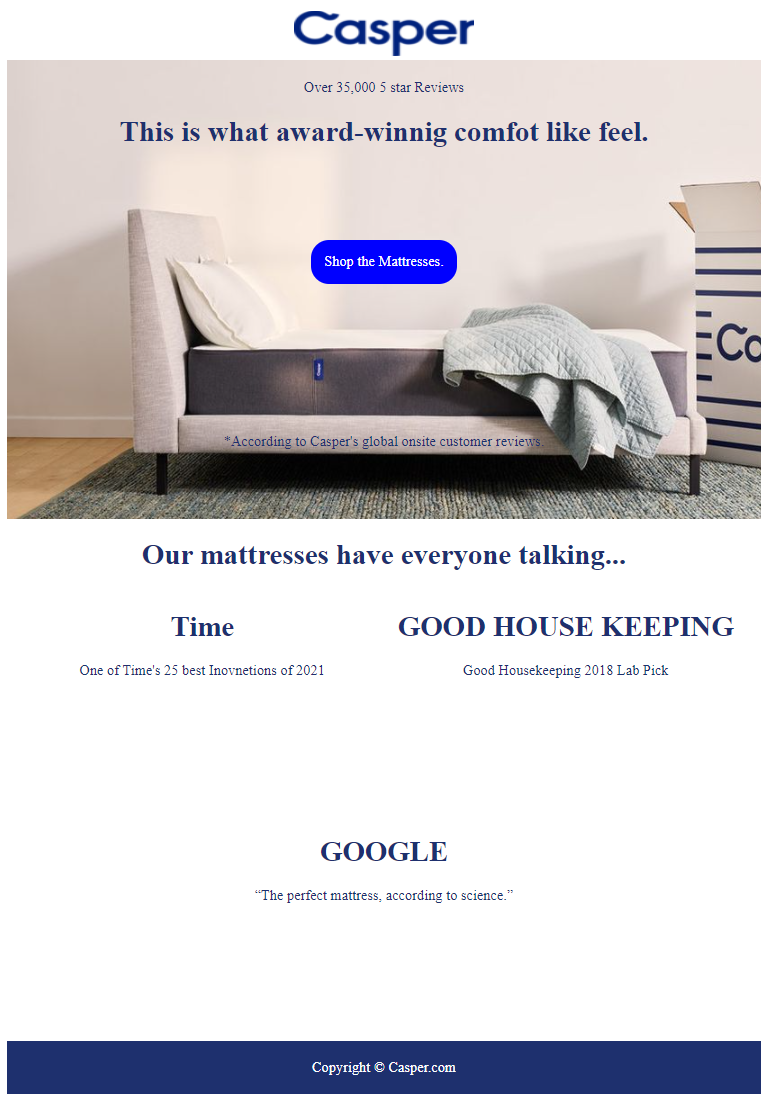 Casper
Over 35,000 5 star Reviews
This is what award-winnig comfot like feel.
Shop the Mattresses.
Casper
Ca
*According to Casper's global onsite customer reviews.
Our mattresses have everyone talking...
Time
One of Time's 25 best Inovnetions of 2021
GOOD HOUSE KEEPING
Good Housekeeping 2018 Lab Pick
GOOGLE
“The perfect mattress, according to science.”
Copyright © Casper.com